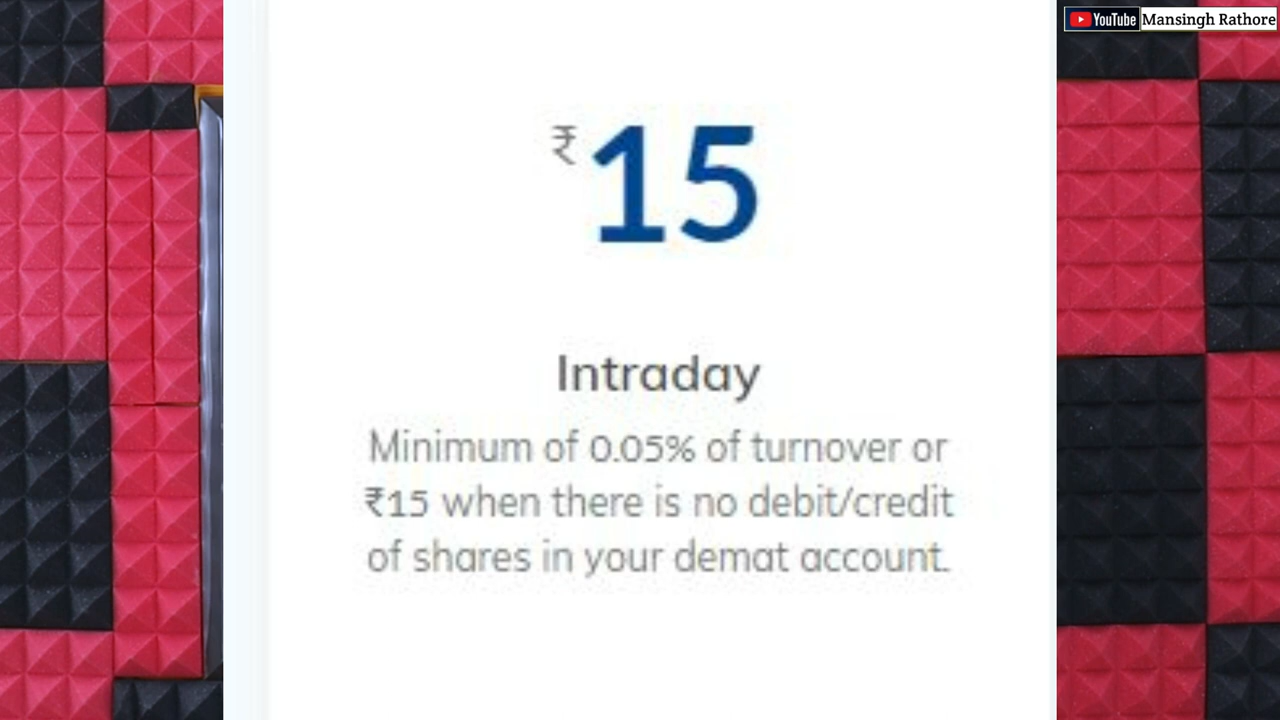 YouTube Mansingh Rathore
₹15
Intraday
Minimum of 0.05% of turnover or
₹15 when there is no debit/credit
of shares in your demat account.